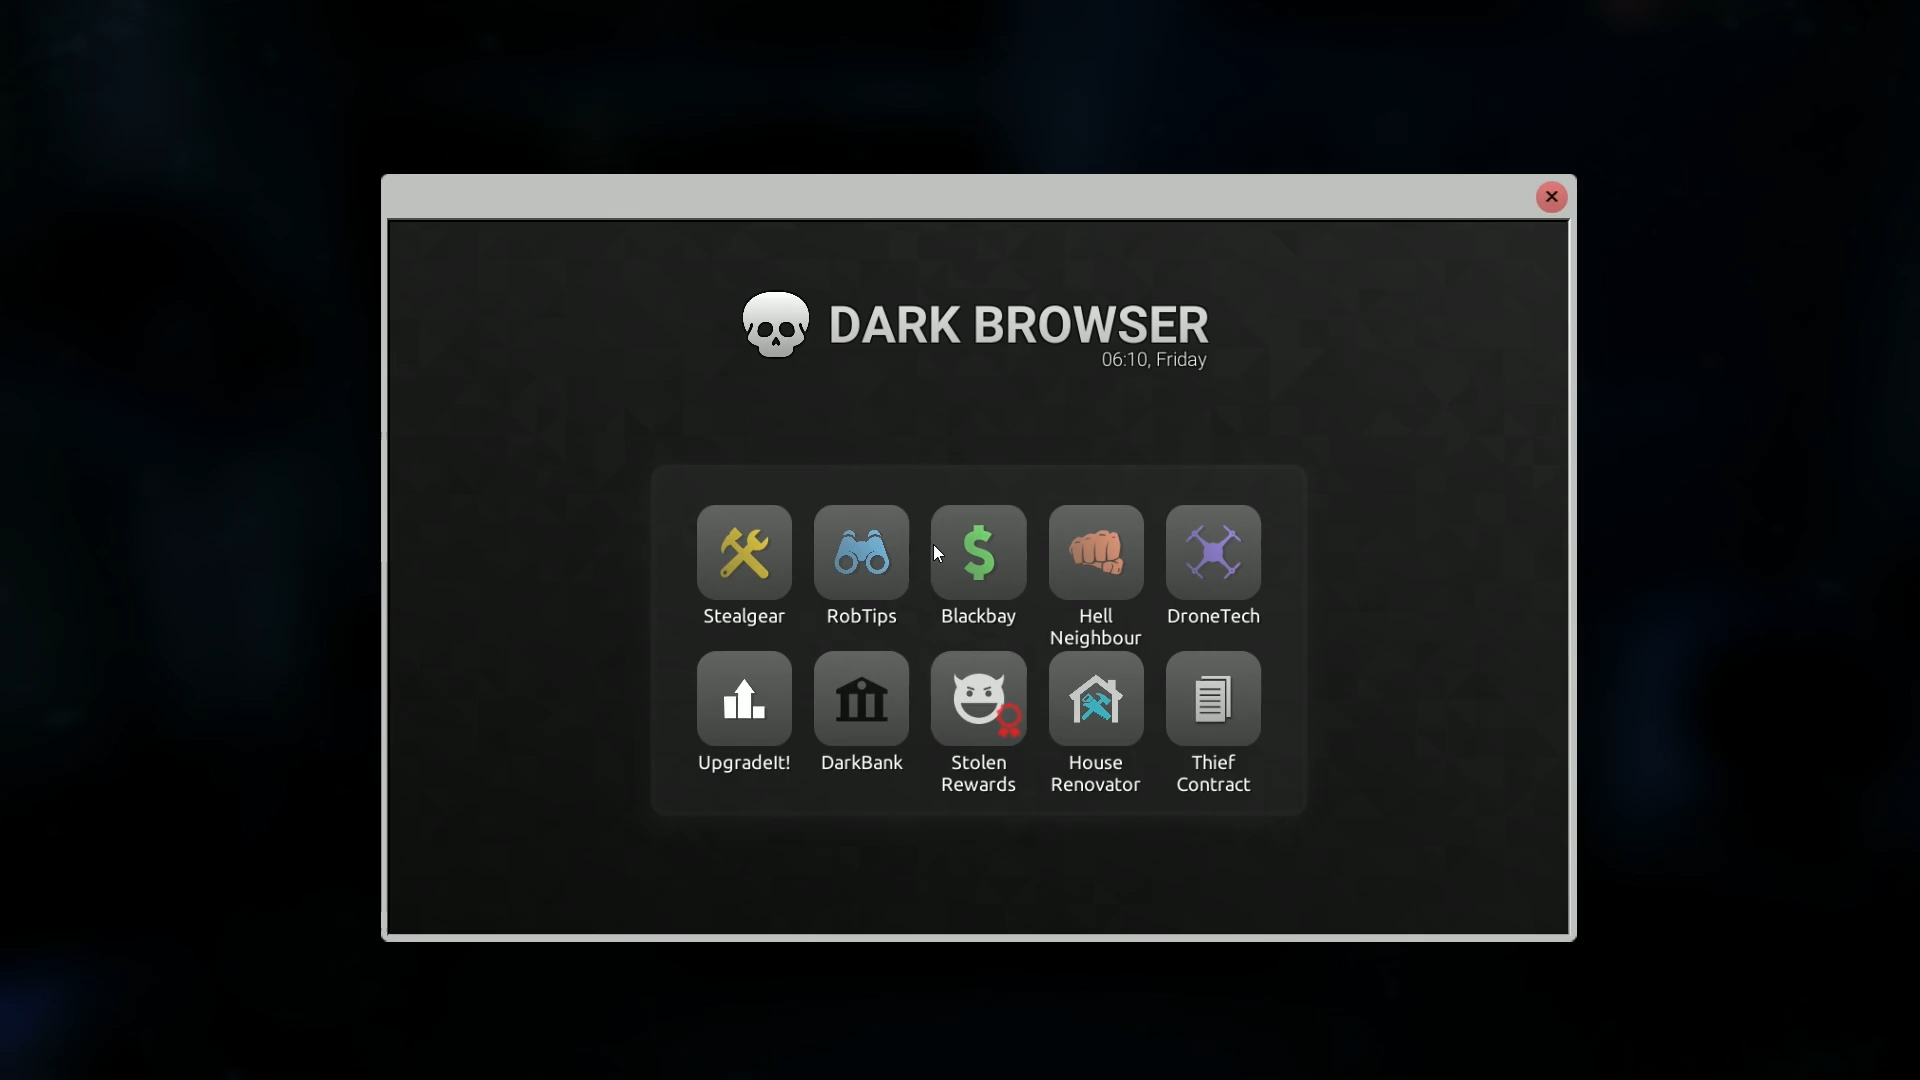 DARK BROWSER
06:10, Friday
Stealgear
RobTips
Blackbay
Hell
Neighbour
DroneTech
UpgradeIt!
DarkBank
Stolen
Rewards
House
Renovator
Thief
Contract